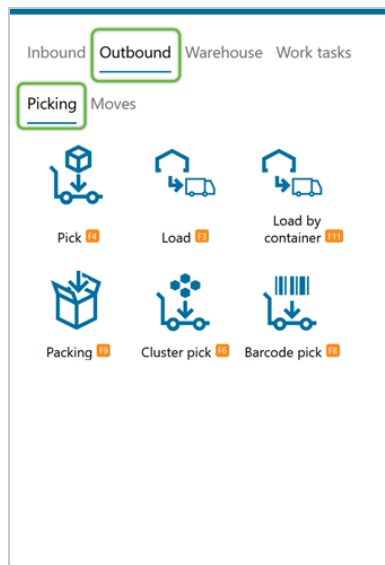 Inbound Outbound Warehouse Work tasks
Picking Moves
Pick F4
Load F3
Load by
container F11
Packing F9
Cluster pick F6
Barcode pick F8